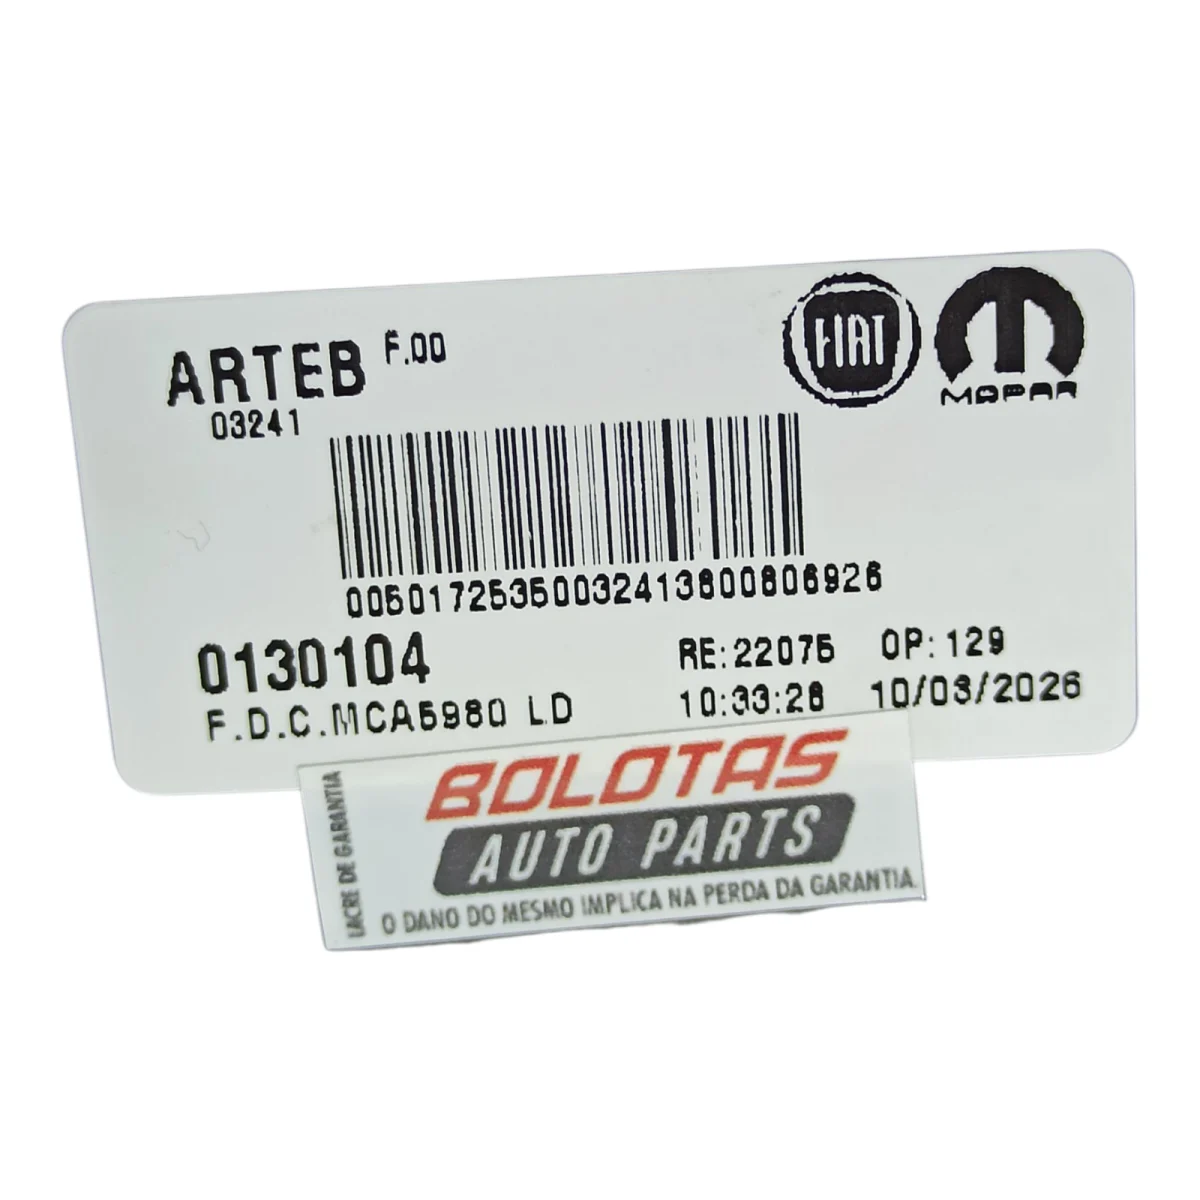 ARTEB F.00
03241
FIAT
MOPAR
00501725350032413800806926
0130104
RE:22075 OP:129
F.D.C.MCA5980 LD
10:33:28 10/03/2026
LACRE DE GARANTIA
BOLOTAS
AUTO PARTS
O DANO DO MESMO IMPLICA NA PERDA DA GARANTIA.